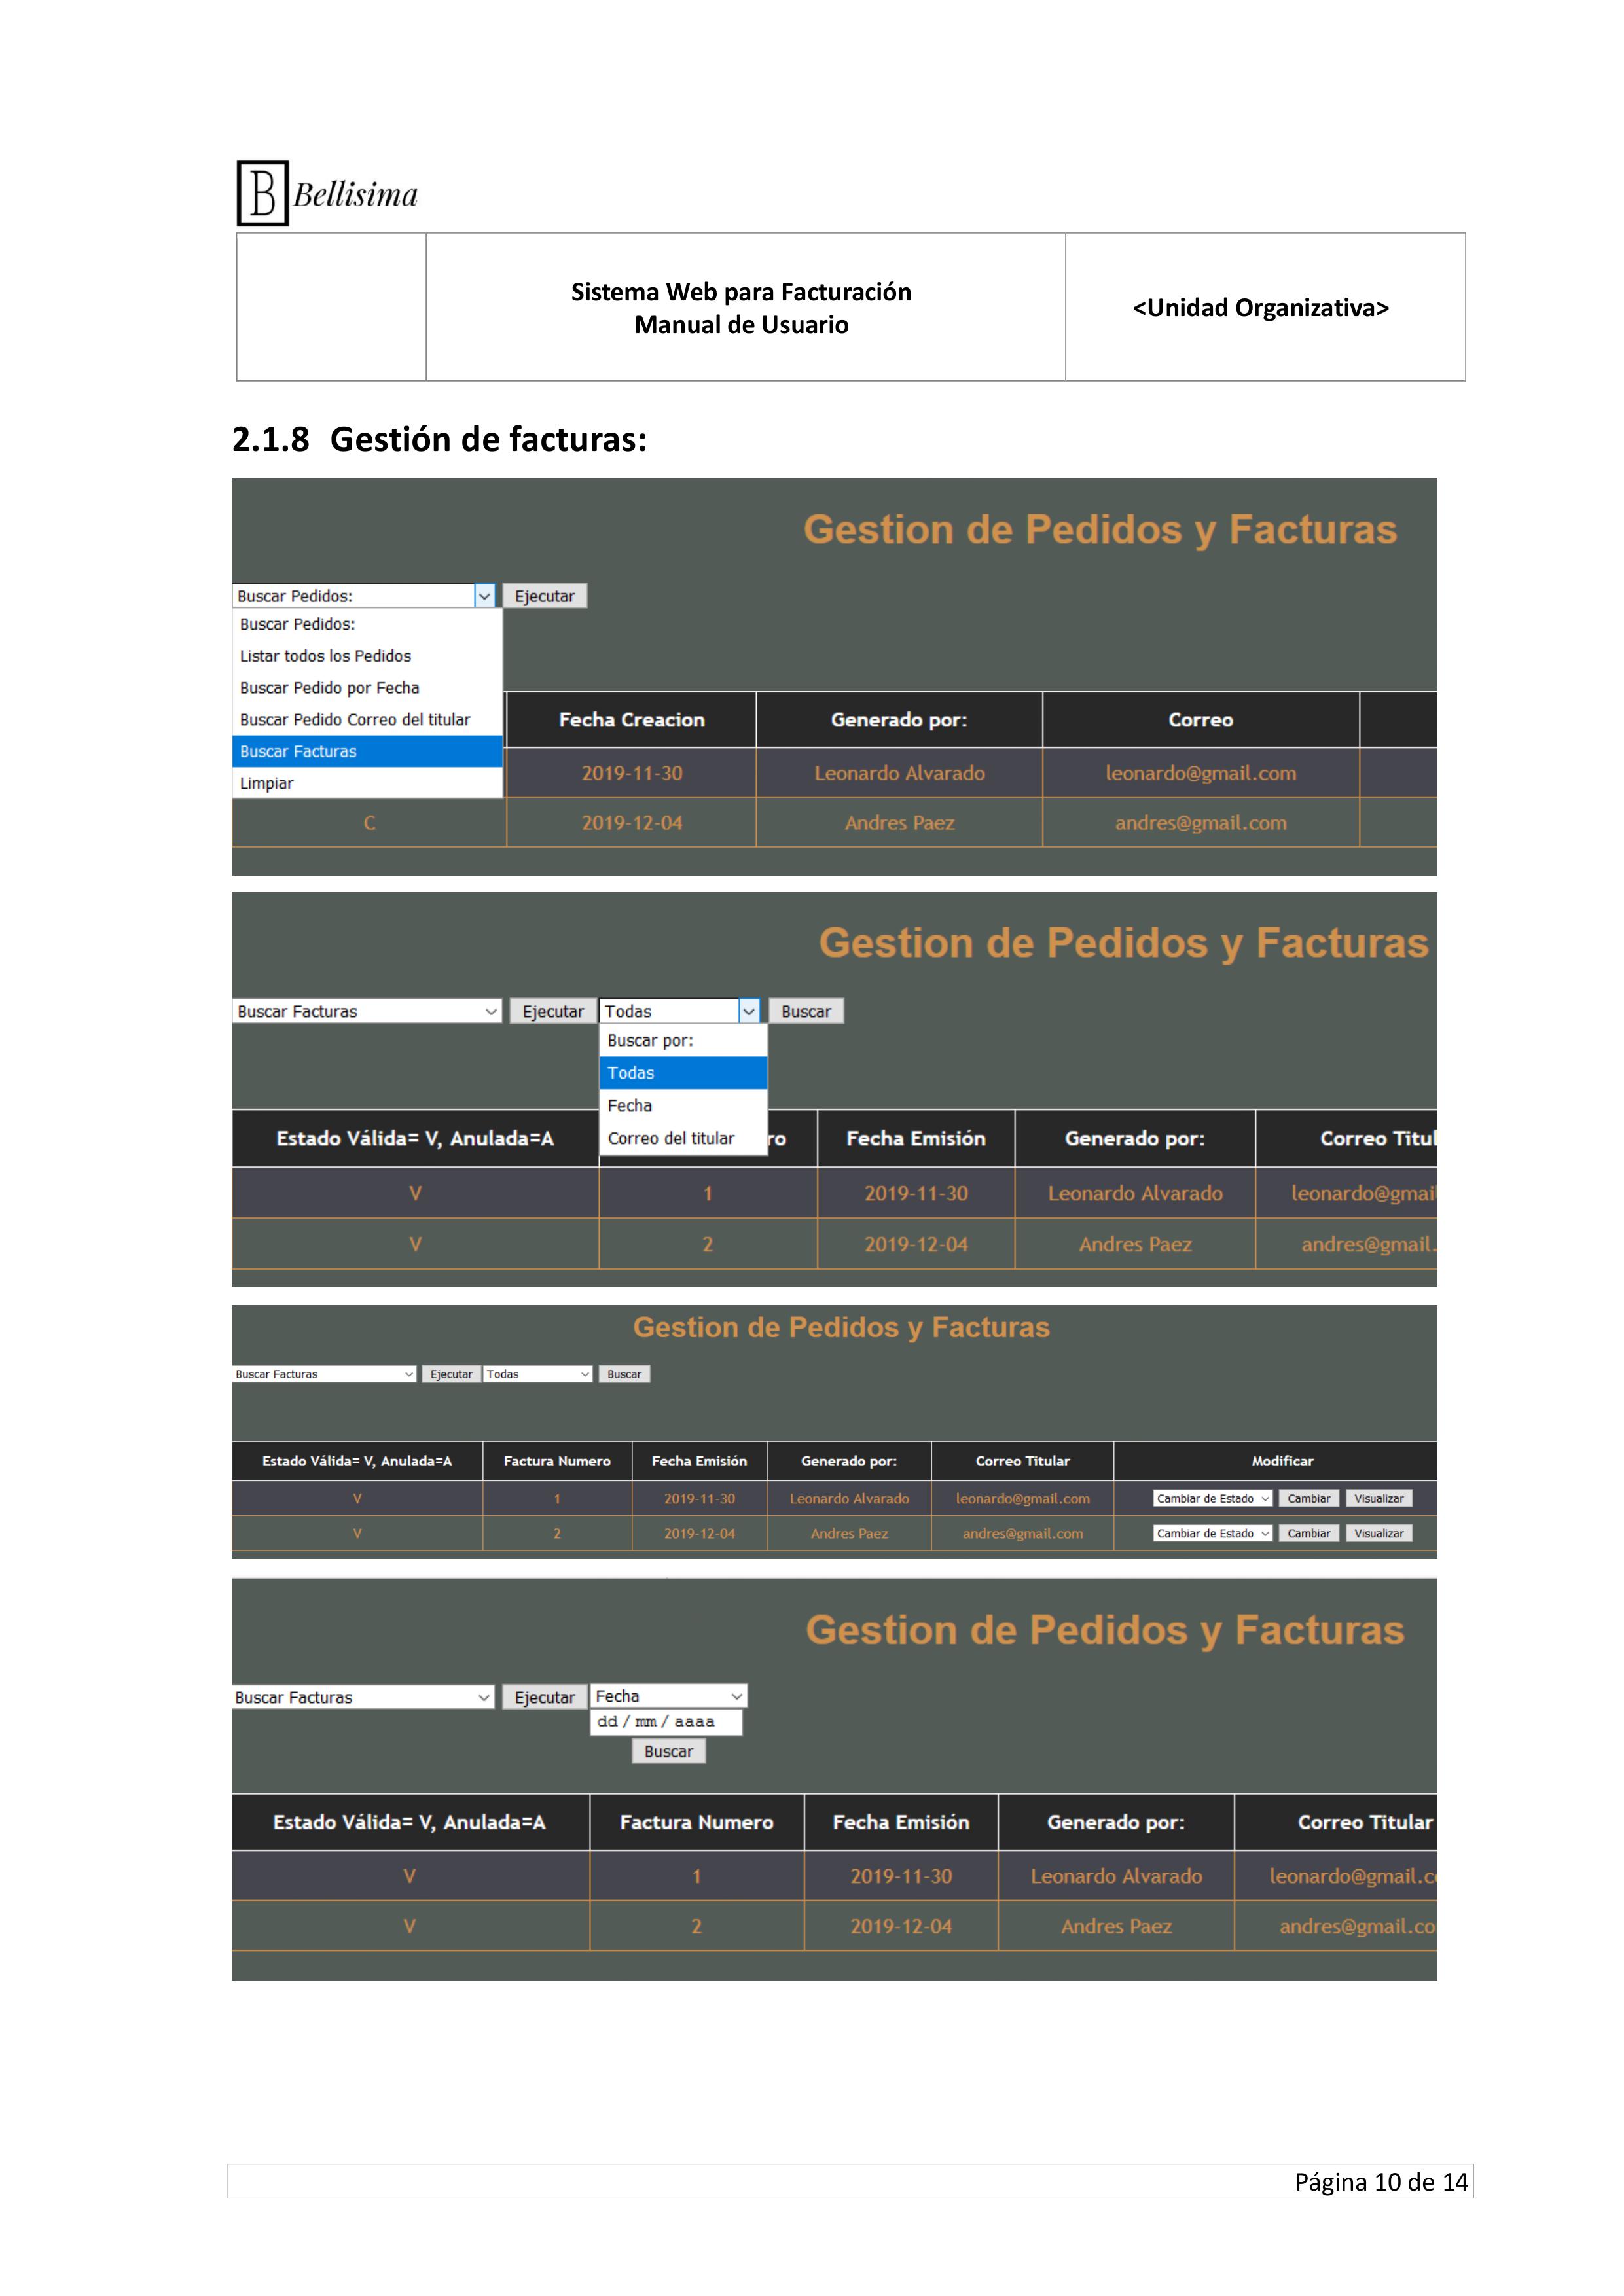 B Bellisima
Sistema Web para Facturación
Manual de Usuario
<Unidad Organizativa>
2.1.8 Gestión de facturas:
Gestion de Pedidos y Facturas
Buscar Pedidos: Ejecutar
Buscar Pedidos:
Listar todos los Pedidos
Buscar Pedido por Fecha
Buscar Pedido Correo del titular
Buscar Facturas
Limpiar
Fecha Creacion Generado por: Correo
2019-11-30 Leonardo Alvarado leonardo@gmail.com
C 2019-12-04 Andres Paez andres@gmail.com
Gestion de Pedidos y Facturas
Buscar Facturas Ejecutar Todas Buscar
Buscar por:
Todas
Fecha
Correo del titular
Estado Válida= V, Anulada=A ro Fecha Emisión Generado por: Correo Titul
V 1 2019-11-30 Leonardo Alvarado leonardo@gmai
V 2 2019-12-04 Andres Paez andres@gmail.
Gestion de Pedidos y Facturas
Buscar Facturas Ejecutar Todas Buscar
Estado Válida= V, Anulada=A Factura Numero Fecha Emisión Generado por: Correo Titular Modificar
V 1 2019-11-30 Leonardo Alvarado leonardo@gmail.com Cambiar de Estado Cambiar Visualizar
V 2 2019-12-04 Andres Paez andres@gmail.com Cambiar de Estado Cambiar Visualizar
Gestion de Pedidos y Facturas
Buscar Facturas Ejecutar Fecha
dd / mm / aaaa
Buscar
Estado Válida= V, Anulada=A Factura Numero Fecha Emisión Generado por: Correo Titular
V 1 2019-11-30 Leonardo Alvarado leonardo@gmail.c
V 2 2019-12-04 Andres Paez andres@gmail.co
Página 10 de 14